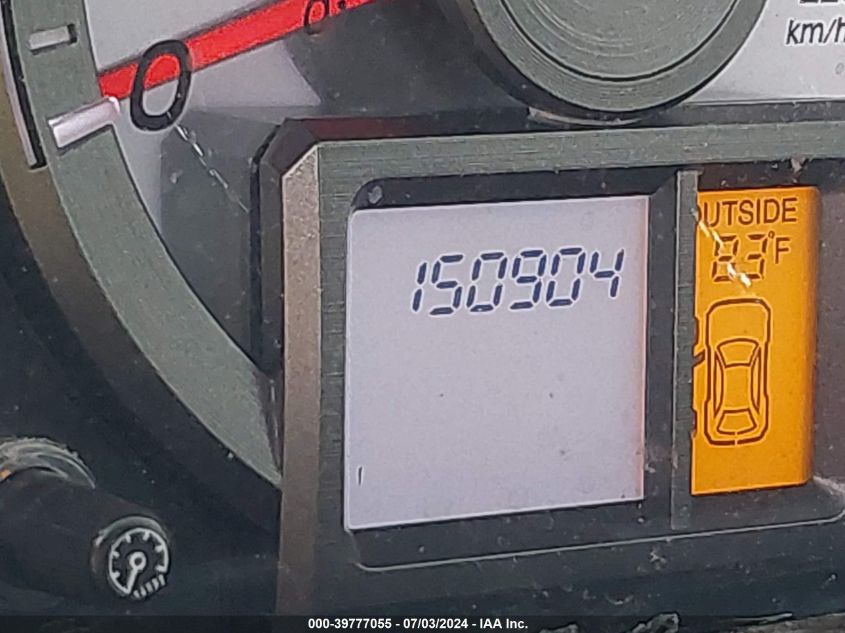 km/h
0
OUTSIDE
83°F
150904
000-39777055 - 07/03/2024 - IAA Inc.